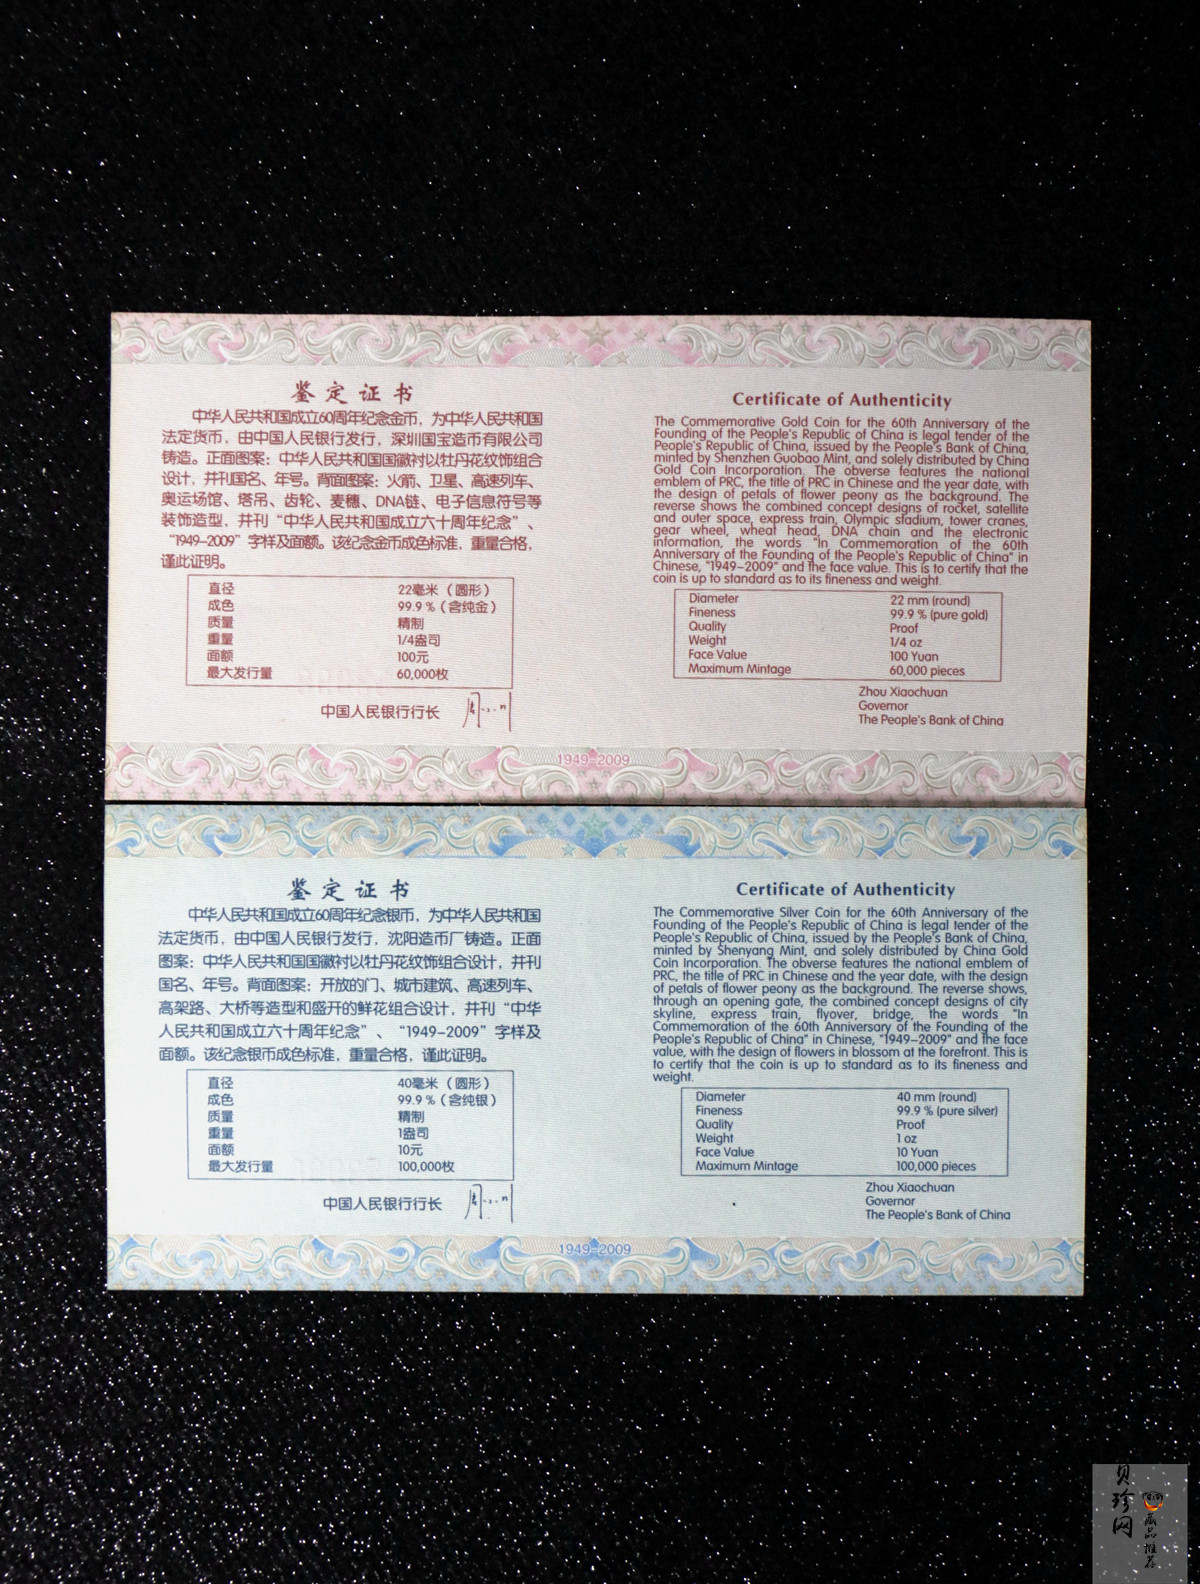 鉴定证书
中华人民共和国成立60周年纪念金币，为中华人民共和国
法定货币，由中国人民银行发行，深圳国宝造币有限公司
铸造。正面图案：中华人民共和国国徽衬以牡丹花纹饰组合
设计，并刊国名、年号。背面图案：火箭、卫星、高速列车、
奥运场馆、塔吊、齿轮、麦穗、DNA链、电子信息符号等
装饰造型，并刊“中华人民共和国成立六十周年纪念”、
“1949-2009”字样及面额。该纪念金币成色标准，重量合格，
谨此证明。
直径 22毫米（圆形）
成色 99.9%（含纯金）
质量 精制
重量 1/4盎司
面额 100元
最大发行量 60,000枚
中国人民银行行长
Certificate of Authenticity
The Commemorative Gold Coin for the 60th Anniversary of the
Founding of the People's Republic of China is legal tender of the
People's Republic of China, issued by the People's Bank of China,
minted by Shenzhen Guobao Mint, and solely distributed by China
Gold Coin Incorporation. The obverse features the national
emblem of PRC, the title of PRC in Chinese and the year date, with
the design of petals of flower peony as the background. The
reverse shows the combined concept designs of rocket, satellite
and outer space, express train, Olympic stadium, tower cranes,
gear wheel, wheat head, DNA chain and the electronic
information, the words "In Commemoration of the 60th
Anniversary of the Founding of the People's Republic of China" in
Chinese, "1949-2009" and the face value. This is to certify that the
coin is up to standard as to its fineness and weight.
Diameter 22 mm (round)
Fineness 99.9 % (pure gold)
Quality Proof
Weight 1/4 oz
Face Value 100 Yuan
Maximum Mintage 60,000 pieces
Zhou Xiaochuan
Governor
The People's Bank of China
1949-2009
鉴定证书
中华人民共和国成立60周年纪念银币，为中华人民共和国
法定货币，由中国人民银行发行，沈阳造币厂铸造。正面
图案：中华人民共和国国徽衬以牡丹花纹饰组合设计，并刊
国名、年号。背面图案：开放的门、城市建筑、高速列车、
高架路、大桥等造型和盛开的鲜花组合设计，并刊“中华
人民共和国成立六十周年纪念”、“1949-2009”字样及
面额。该纪念银币成色标准，重量合格，谨此证明。
直径 40毫米（圆形）
成色 99.9%（含纯银）
质量 精制
重量 1盎司
面额 10元
最大发行量 100,000枚
中国人民银行行长
Certificate of Authenticity
The Commemorative Silver Coin for the 60th Anniversary of the
Founding of the People's Republic of China is legal tender of the
People's Republic of China, issued by the People's Bank of China,
minted by Shenyang Mint, and solely distributed by China Gold
Coin Incorporation. The obverse features the national emblem of
PRC, the title of PRC in Chinese and the year date, with the design
of petals of flower peony as the background. The reverse shows,
through an opening gate, the combined concept designs of city
skyline, express train, flyover, bridge, the words "In
Commemoration of the 60th Anniversary of the Founding of the
People's Republic of China" in Chinese, "1949-2009" and the face
value, with the design of flowers in blossom at the forefront. This is
to certify that the coin is up to standard as to its fineness and
weight.
Diameter 40 mm (round)
Fineness 99.9 % (pure silver)
Quality Proof
Weight 1 oz
Face Value 10 Yuan
Maximum Mintage 100,000 pieces
Zhou Xiaochuan
Governor
The People's Bank of China
1949-2009
贝珍网
藏品推荐